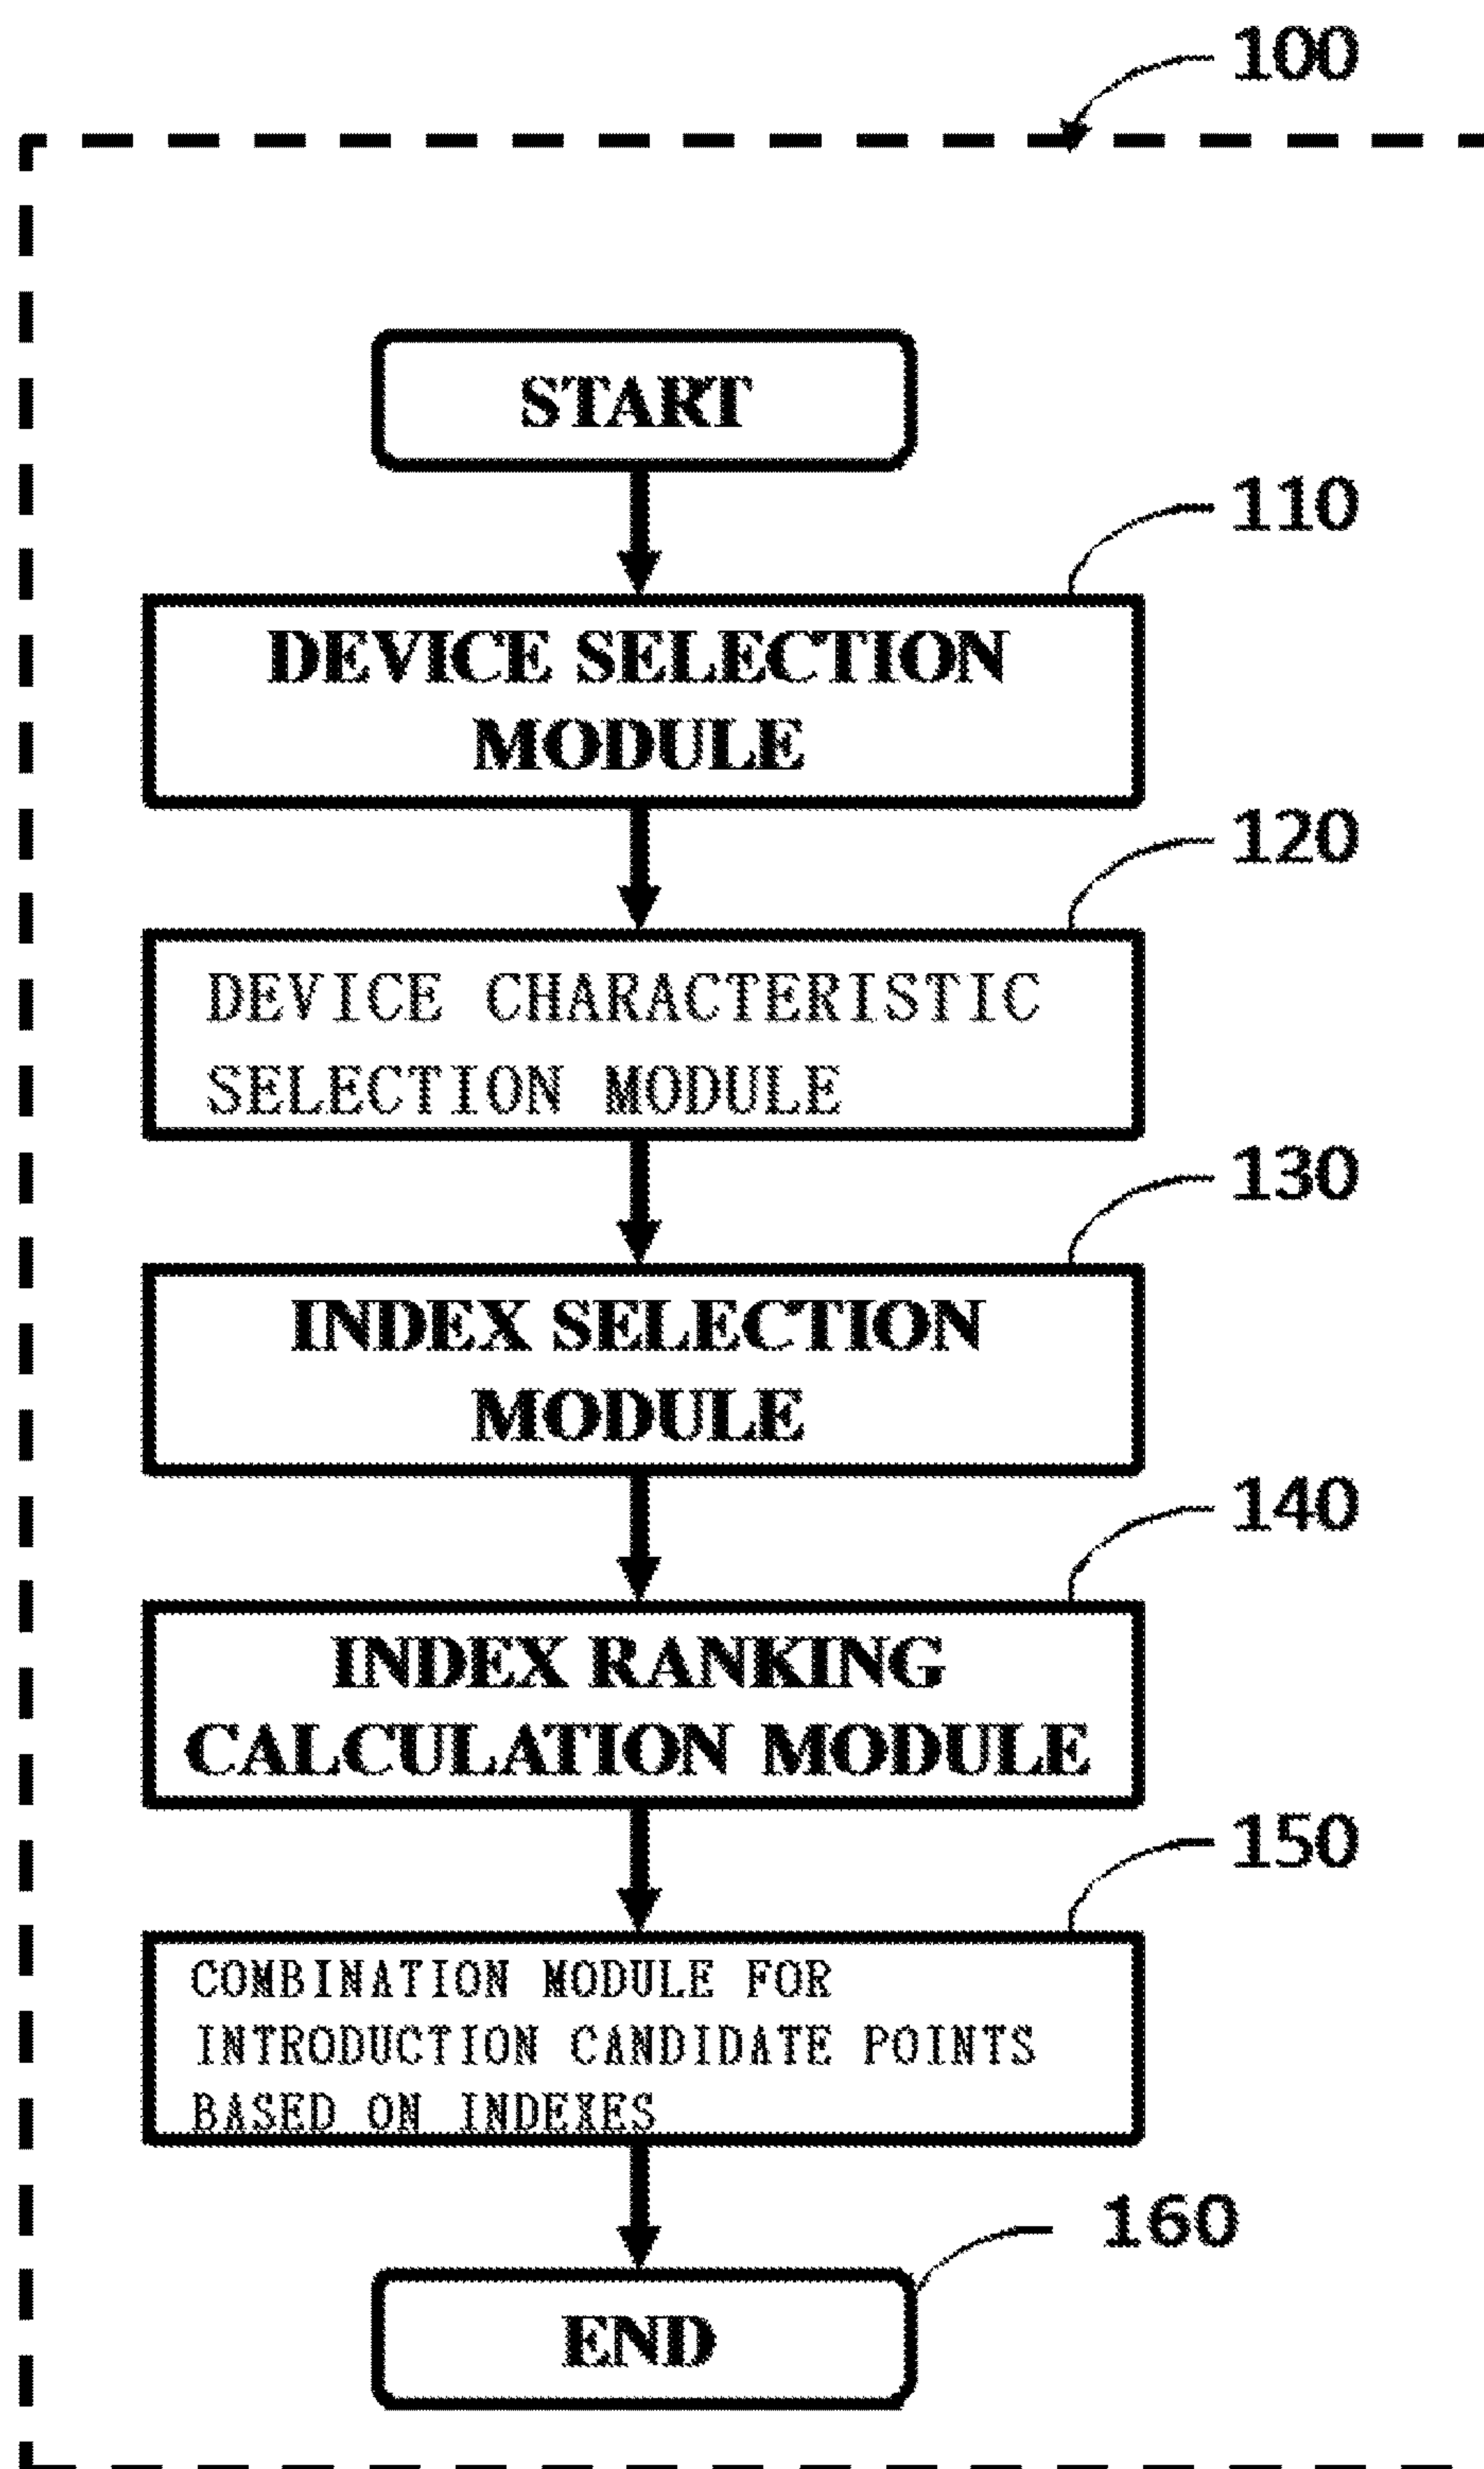 100
START
110
DEVICE SELECTION
MODULE
120
DEVICE CHARACTERISTIC
SELECTION MODULE
130
INDEX SELECTION
MODULE
140
INDEX RANKING
CALCULATION MODULE
150
COMBINATION MODULE FOR
INTRODUCTION CANDIDATE POINTS
BASED ON INDEXES
160
END